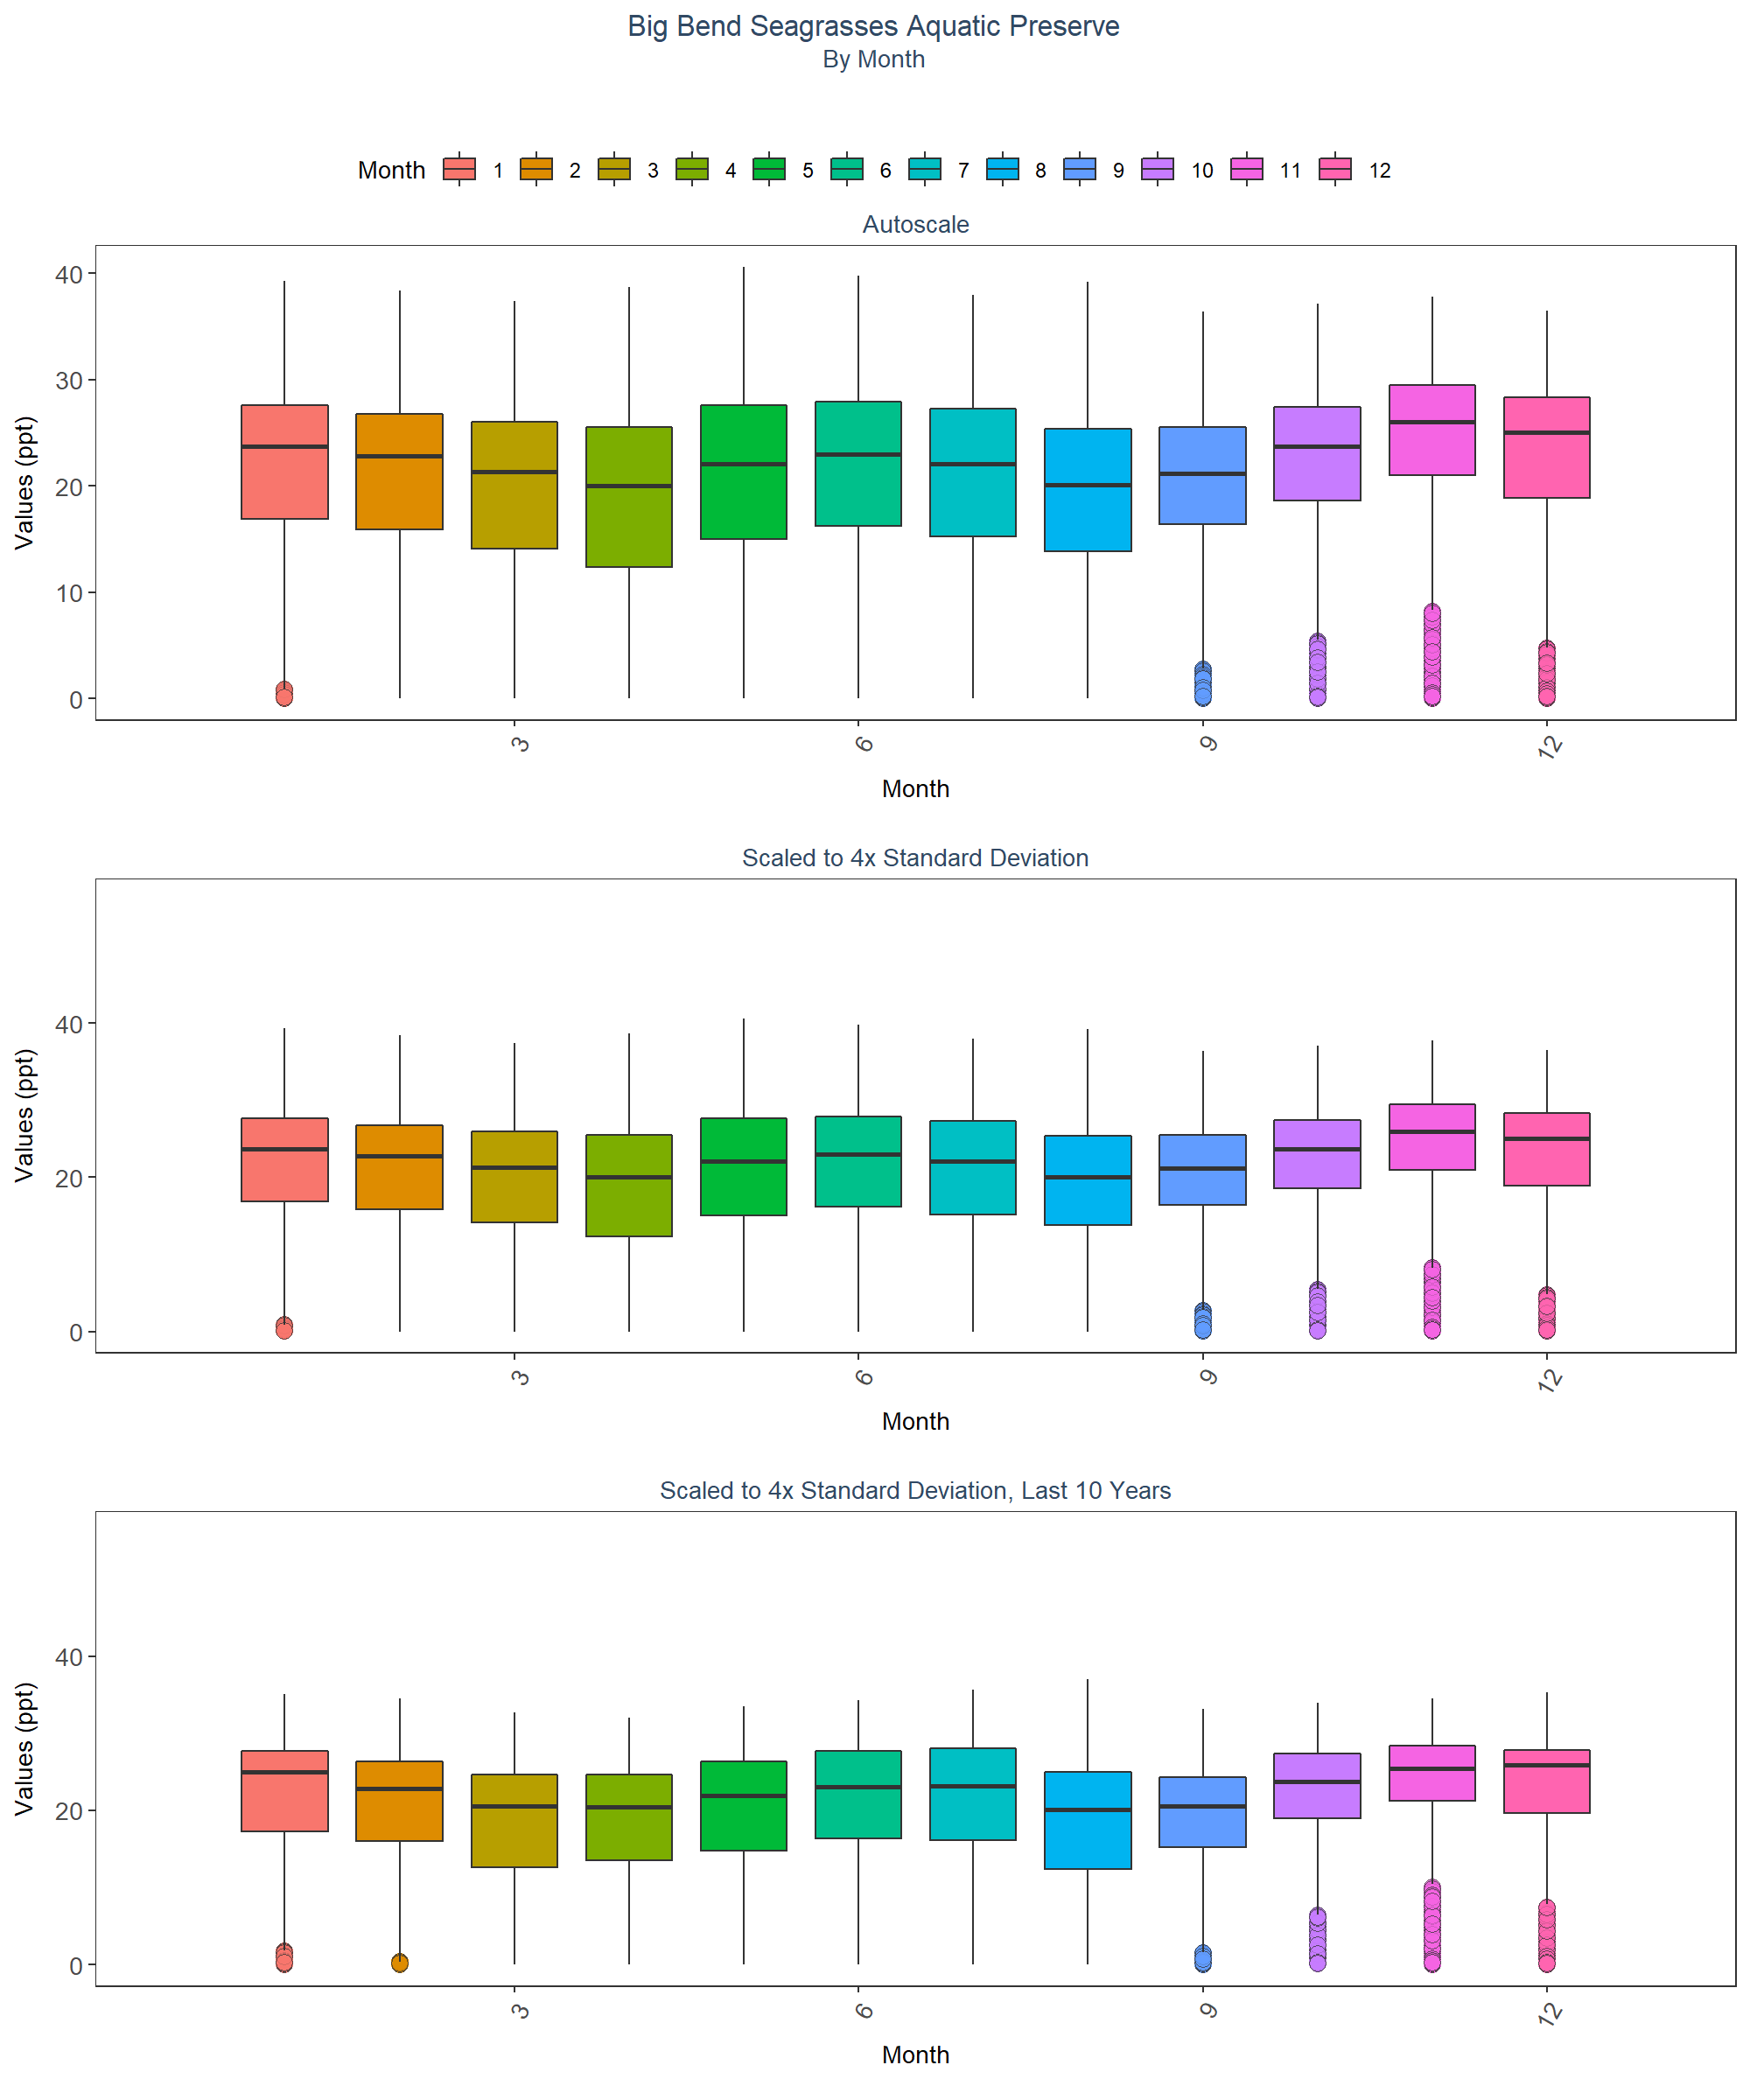 Big Bend Seagrasses Aquatic Preserve
By Month
Month 1 2 3 4 5 6 7 8 9 10 11 12
Autoscale
40
30
20
10
0
Values (ppt)
3 6 9 12
Month
Scaled to 4x Standard Deviation
40
20
0
Values (ppt)
3 6 9 12
Month
Scaled to 4x Standard Deviation, Last 10 Years
40
20
0
Values (ppt)
3 6 9 12
Month